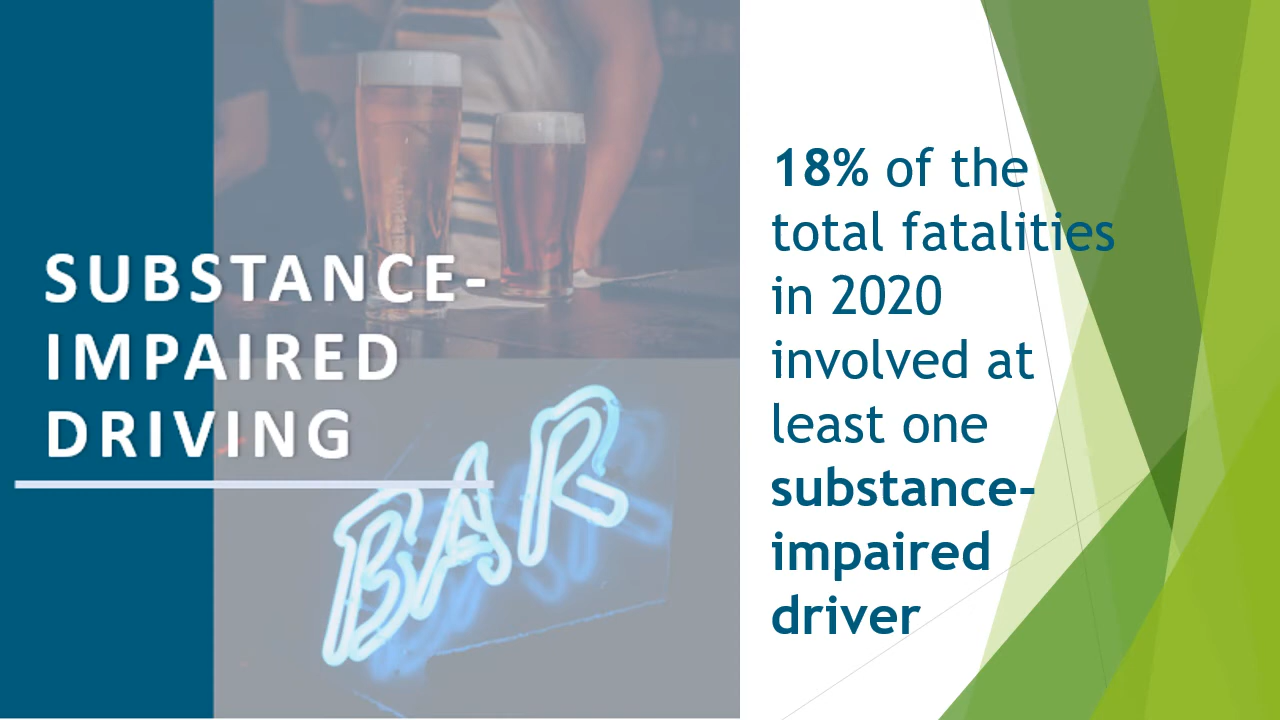 SUBSTANCE-
IMPAIRED
DRIVING
BAR
18% of the
total fatalities
in 2020
involved at
least one
substance-
impaired
driver